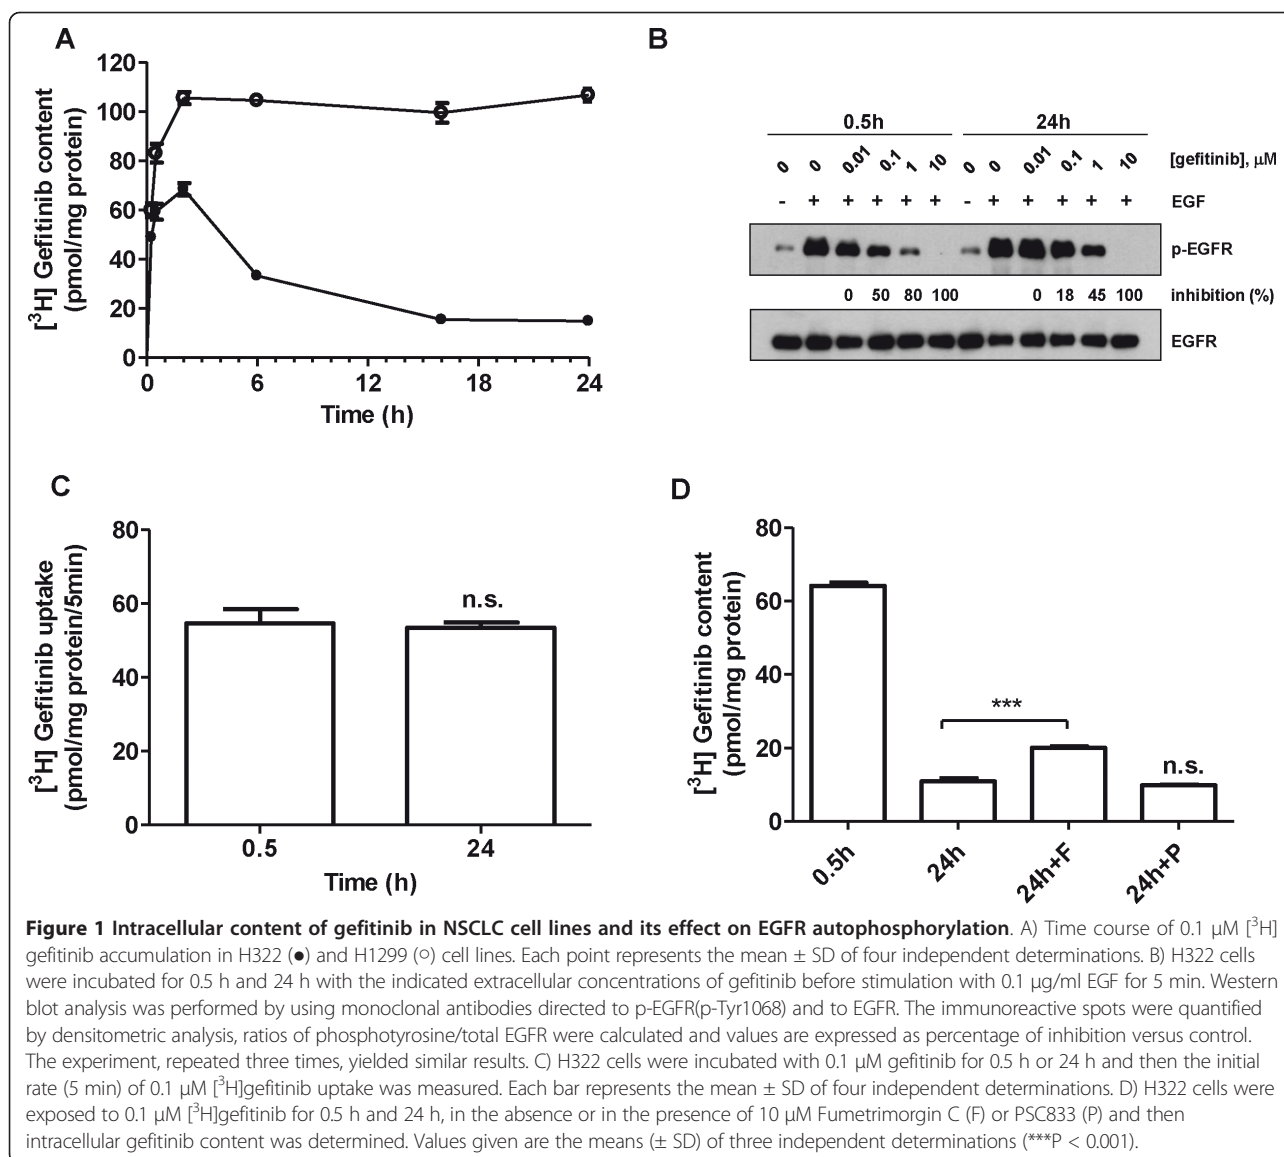 A
[³H] Gefitinib content
(pmol/mg protein)
120
100
80
60
40
20
0
0 6 12 18 24
Time (h)
B
0.5h 24h
0 0 0.01 0.1 1 10 0 0 0.01 0.1 1 10 [gefitinib], µM
- + + + + + - + + + + + EGF
p-EGFR
0 50 80 100 0 18 45 100 inhibition (%)
EGFR
C
[³H] Gefitinib uptake
(pmol/mg protein/5min)
80
60
40
20
0
n.s.
0.5 24
Time (h)
D
[³H] Gefitinib content
(pmol/mg protein)
80
60
40
20
0
***
n.s.
0.5h 24h 24h+F 24h+P
Figure 1 Intracellular content of gefitinib in NSCLC cell lines and its effect on EGFR autophosphorylation. A) Time course of 0.1 µM [³H]
gefitinib accumulation in H322 (●) and H1299 (○) cell lines. Each point represents the mean ± SD of four independent determinations. B) H322 cells
were incubated for 0.5 h and 24 h with the indicated extracellular concentrations of gefitinib before stimulation with 0.1 µg/ml EGF for 5 min. Western
blot analysis was performed by using monoclonal antibodies directed to p-EGFR(p-Tyr1068) and to EGFR. The immunoreactive spots were quantified
by densitometric analysis, ratios of phosphotyrosine/total EGFR were calculated and values are expressed as percentage of inhibition versus control.
The experiment, repeated three times, yielded similar results. C) H322 cells were incubated with 0.1 µM gefitinib for 0.5 h or 24 h and then the initial
rate (5 min) of 0.1 µM [³H]gefitinib uptake was measured. Each bar represents the mean ± SD of four independent determinations. D) H322 cells were
exposed to 0.1 µM [³H]gefitinib for 0.5 h and 24 h, in the absence or in the presence of 10 µM Fumetrimorgin C (F) or PSC833 (P) and then
intracellular gefitinib content was determined. Values given are the means (± SD) of three independent determinations (***P < 0.001).